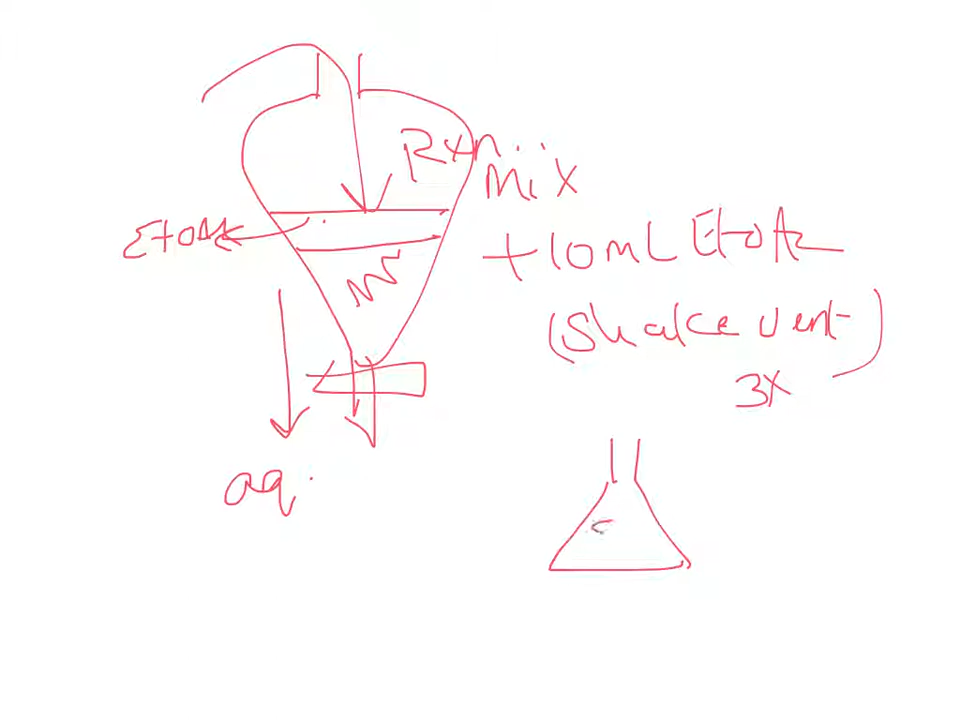 Rxn
Mix
EtOAc
+10mL EtOAc
(Shake vent)
3x
aq.